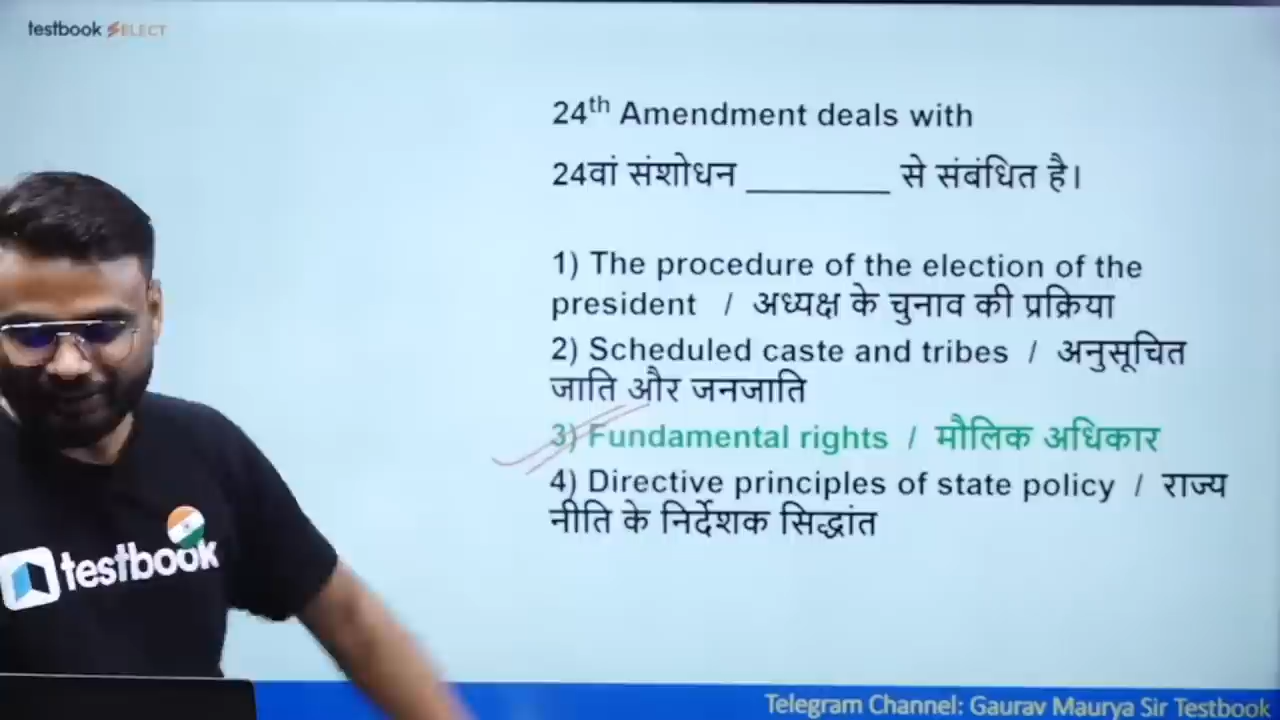 testbook SELECT
24th Amendment deals with
24वां संशोधन ________ से संबंधित है।
1) The procedure of the election of the
president / अध्यक्ष के चुनाव की प्रक्रिया
2) Scheduled caste and tribes / अनुसूचित
जाति और जनजाति
3) Fundamental rights / मौलिक अधिकार
4) Directive principles of state policy / राज्य
नीति के निर्देशक सिद्धांत
testbook
Telegram Channel: Gaurav Maurya Sir Testbook